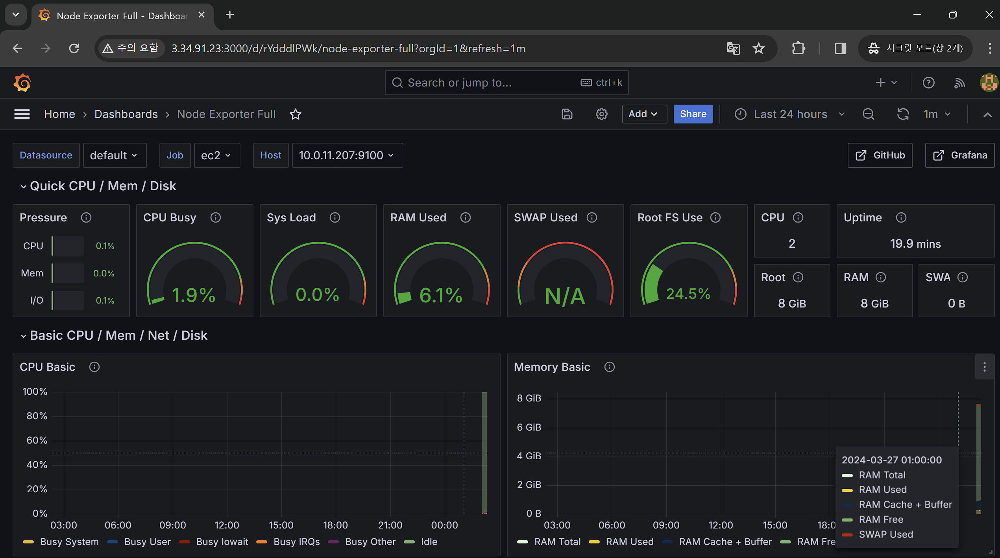 Node Exporter Full - Dashboar
주의 요함 3.34.91.23:3000/d/rYdddlPWk/node-exporter-full?orgId=1&refresh=1m 시크릿 모드(창 2개)
Search or jump to... ctrl+k
Home › Dashboards › Node Exporter Full Add Share Last 24 hours 1m
Datasource default Job ec2 Host 10.0.11.207:9100 GitHub Grafana
Quick CPU / Mem / Disk
Pressure
CPU 0.1%
Mem 0.0%
I/O 0.1%
CPU Busy
1.9%
Sys Load
0.0%
RAM Used
6.1%
SWAP Used
N/A
Root FS Use
24.5%
CPU
2
Uptime
19.9 mins
Root
8 GiB
RAM
8 GiB
SWA
0 B
Basic CPU / Mem / Net / Disk
CPU Basic
100%
80%
60%
40%
20%
0%
03:00 06:00 09:00 12:00 15:00 18:00 21:00 00:00
Busy System Busy User Busy Iowait Busy IRQs Busy Other Idle
Memory Basic
8 GiB
6 GiB
4 GiB
2 GiB
0 B
03:00 06:00 09:00 12:00 15:00 18:0
RAM Total RAM Used RAM Cache + Buffer RAM Fre
2024-03-27 01:00:00
RAM Total
RAM Used
RAM Cache + Buffer
RAM Free
SWAP Used